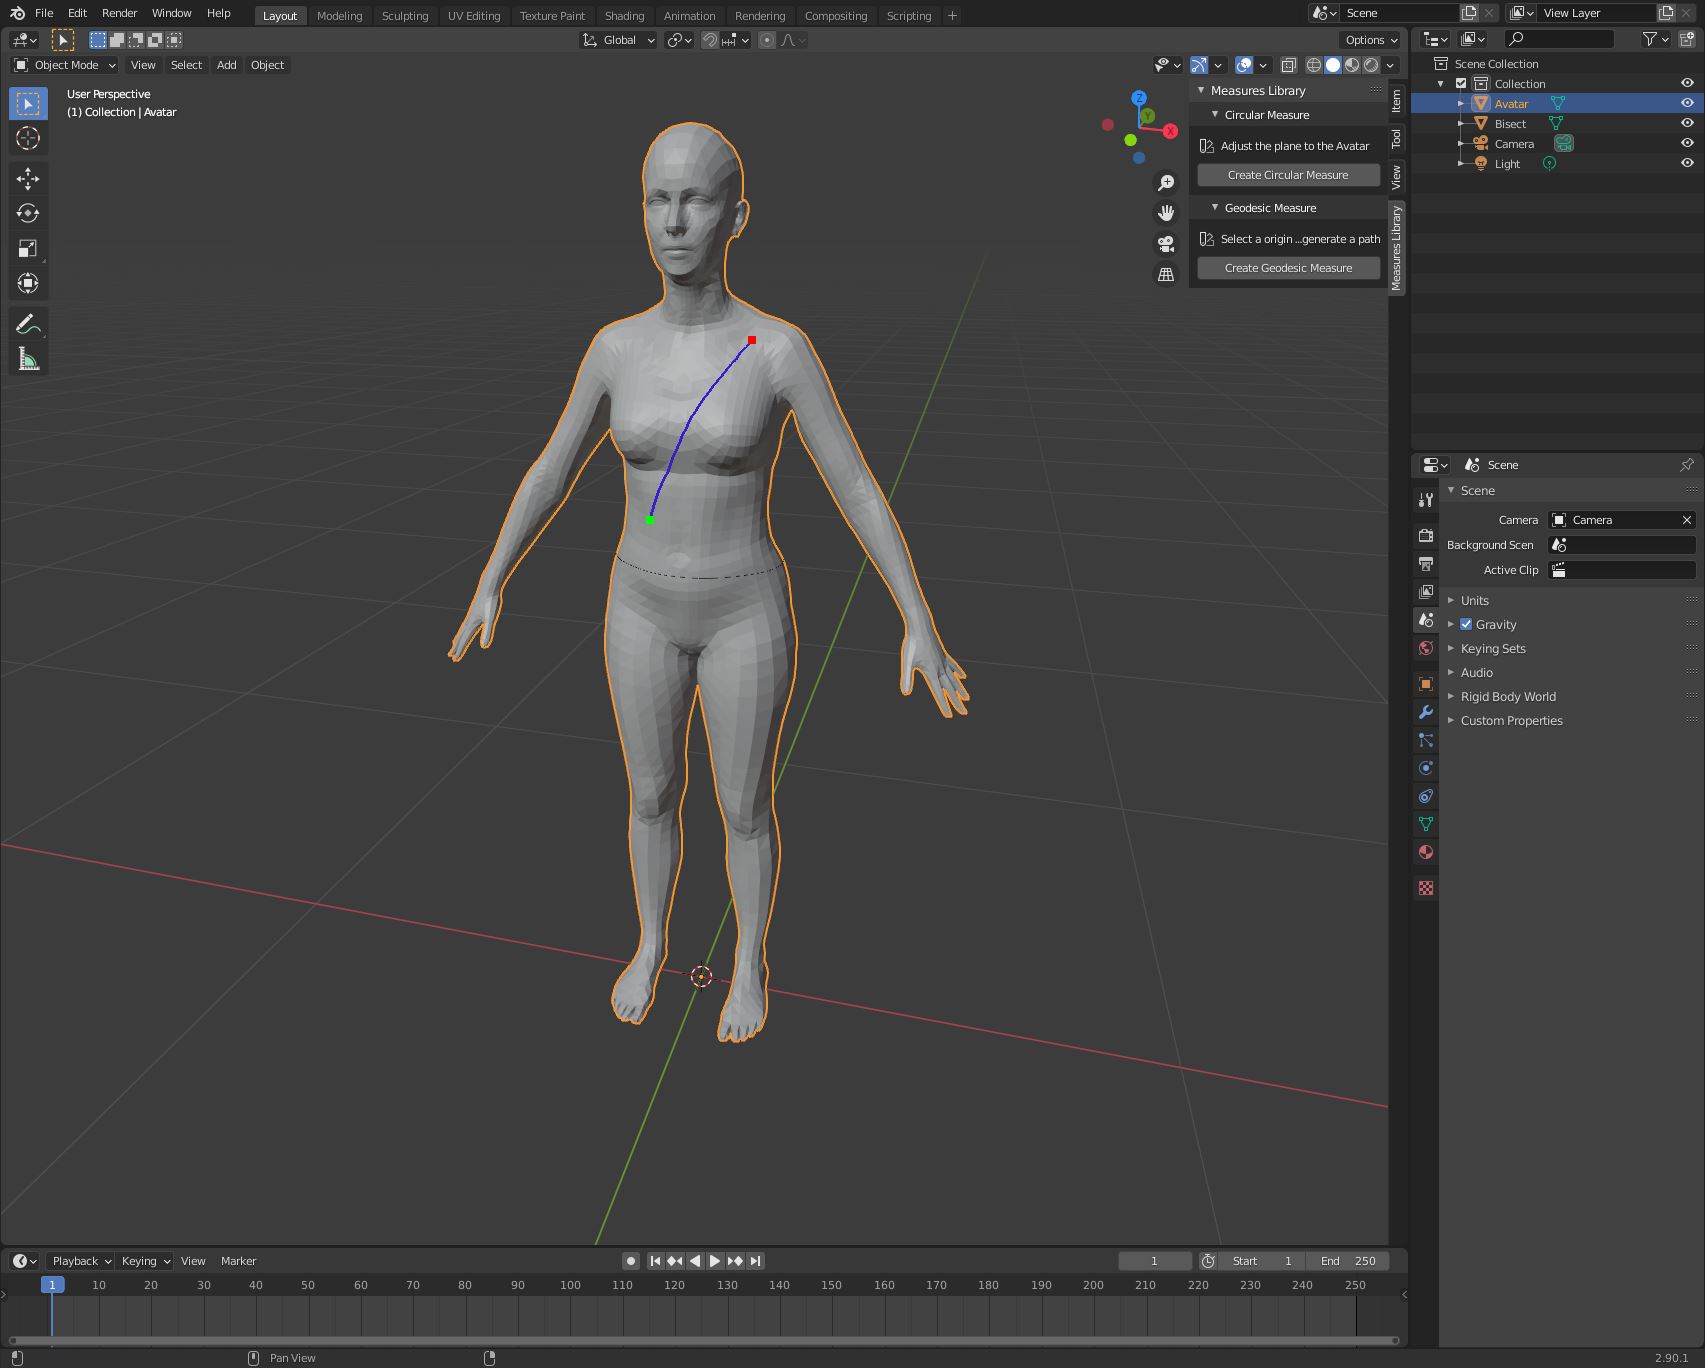 File Edit Render Window Help Layout Modeling Sculpting UV Editing Texture Paint Shading Animation Rendering Compositing Scripting + Scene View Layer
Global Options
Object Mode View Select Add Object
User Perspective
(1) Collection | Avatar
Z
Y
X
Measures Library
Circular Measure
Adjust the plane to the Avatar
Create Circular Measure
Geodesic Measure
Select a origin ...generate a path
Create Geodesic Measure
Item
Tool
View
Measures Library
Scene Collection
Collection
Avatar
Bisect
Camera
Light
Scene
Scene
Camera Camera
Background Scen
Active Clip
Units
Gravity
Keying Sets
Audio
Rigid Body World
Custom Properties
Playback Keying View Marker 1 Start 1 End 250
1 10 20 30 40 50 60 70 80 90 100 110 120 130 140 150 160 170 180 190 200 210 220 230 240 250
Pan View 2.90.1